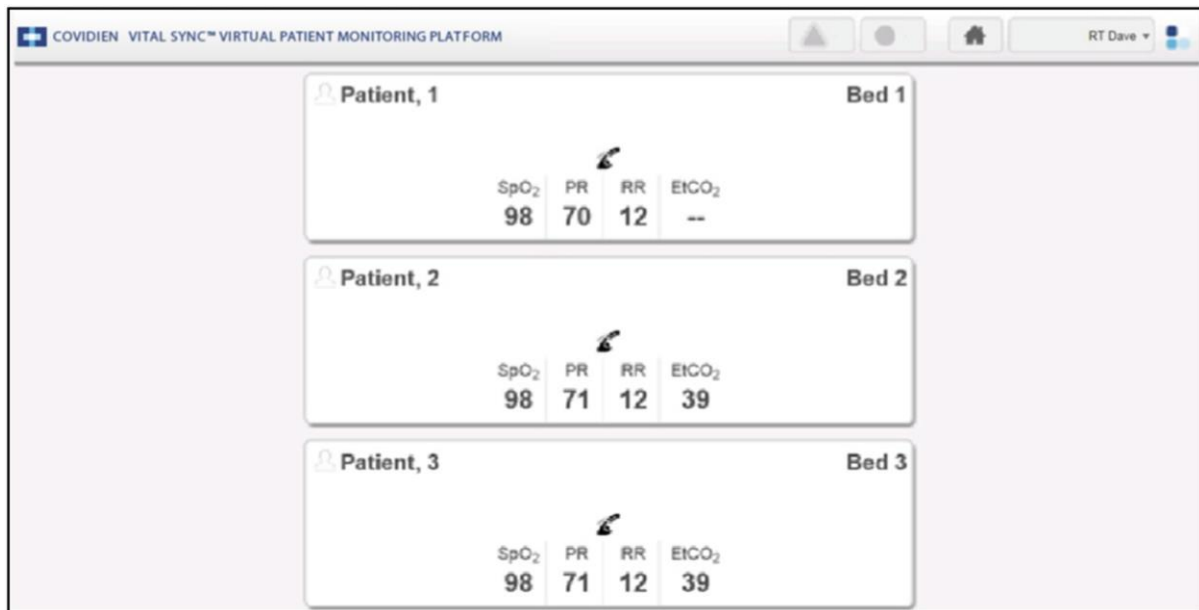 COVIDIEN VITAL SYNC™ VIRTUAL PATIENT MONITORING PLATFORM RT Dave
Patient, 1 Bed 1
SpO₂ PR RR EtCO₂
98 70 12 --
Patient, 2 Bed 2
SpO₂ PR RR EtCO₂
98 71 12 39
Patient, 3 Bed 3
SpO₂ PR RR EtCO₂
98 71 12 39